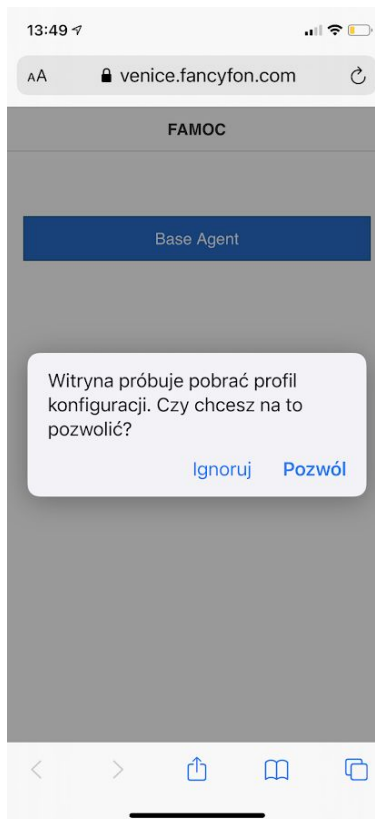 13:49
AA venice.fancyfon.com
FAMOC
Base Agent
Witryna próbuje pobrać profil
konfiguracji. Czy chcesz na to
pozwolić?
Ignoruj Pozwól